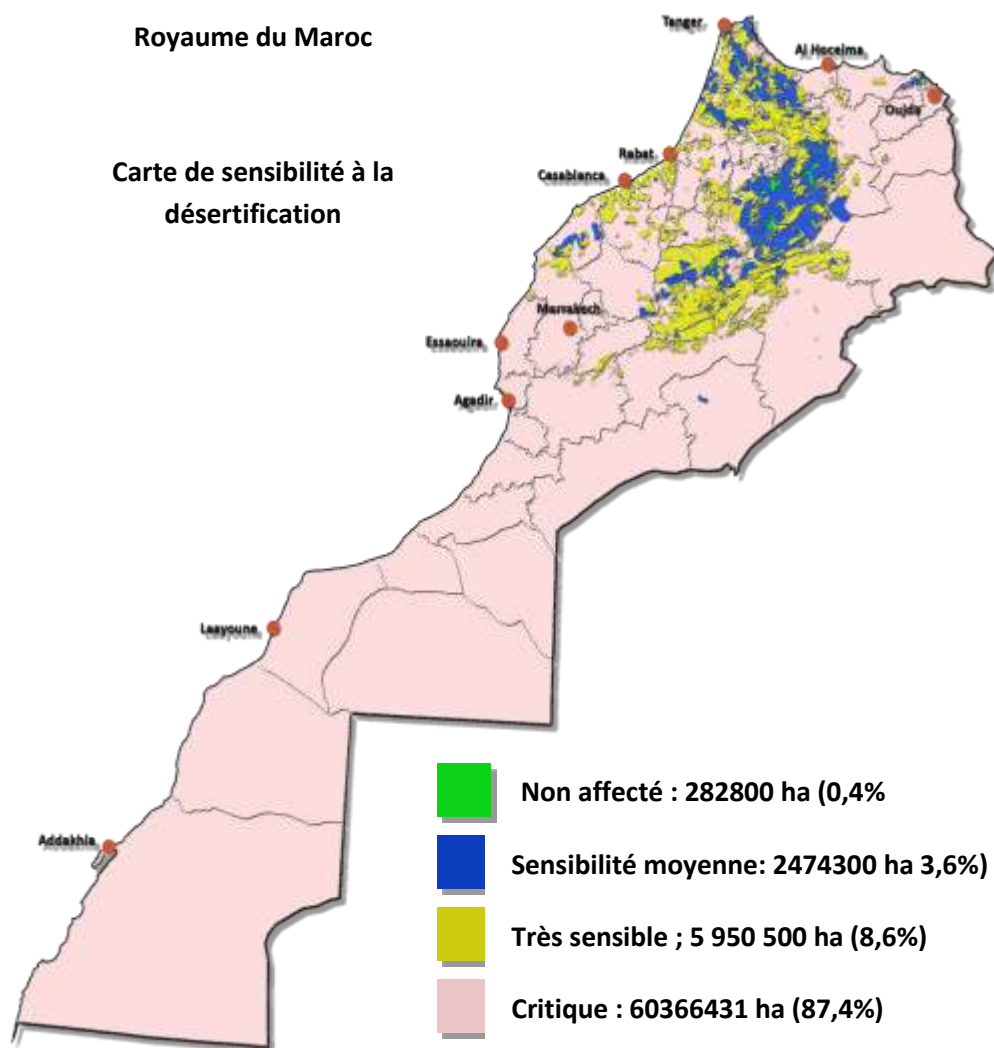 Royaume du Maroc
Carte de sensibilité à la
désertification
Tanger
Al Hoceima
Oujda
Rabat
Casablanca
Marrakech
Essaouira
Agadir
Laayoune
Addakhla
Non affecté : 282800 ha (0,4%
Sensibilité moyenne: 2474300 ha 3,6%)
Très sensible ; 5 950 500 ha (8,6%)
Critique : 60366431 ha (87,4%)